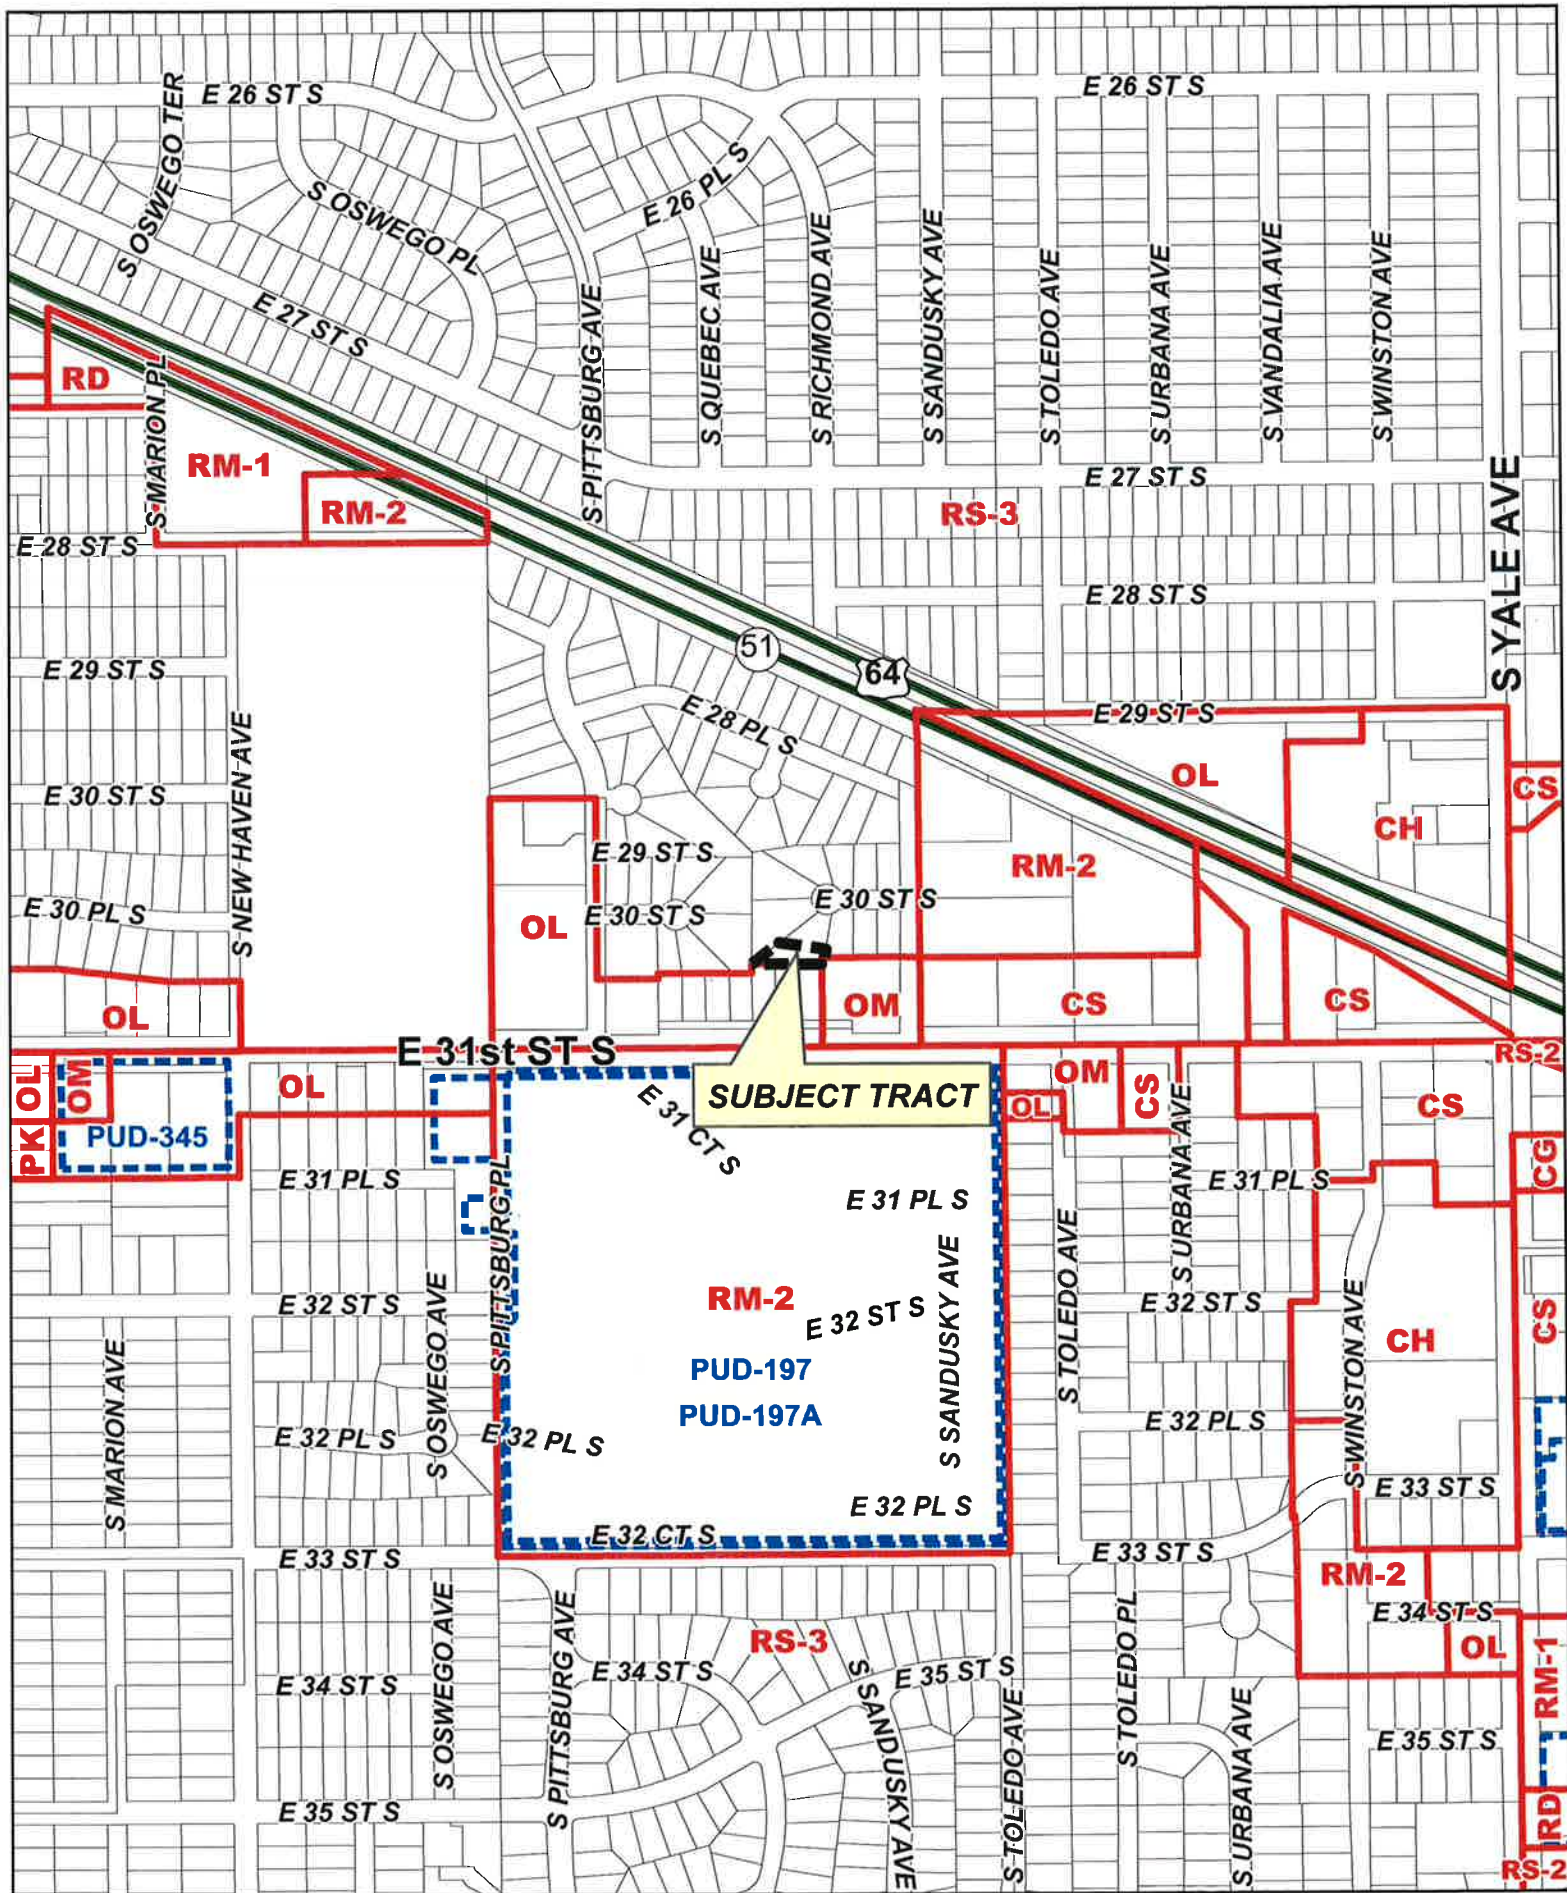 E 26 ST S
E 26 ST S
S OSWEGO TER
S OSWEGO PL
E 26 PL S
E 27 ST S
S PITTSBURG AVE
S QUEBEC AVE
S RICHMOND AVE
S SANDUSKY AVE
S TOLEDO AVE
S URBANA AVE
S VANDALIA AVE
S WINSTON AVE
RD
S MARION PL
RM-1
RM-2
RS-3
E 27 ST S
S YALE AVE
E 28 ST S
E 28 ST S
51
64
E 29 ST S
S NEW HAVEN AVE
E 28 PL S
E 29 ST S
OL
CS
E 30 ST S
CH
E 29 ST S
RM-2
E 30 PL S
OL
E 30 ST S
E 30 ST S
OL
OM
CS
CS
E 31st ST S
RS-2
OL
OM
PK
PUD-345
OL
E 31 CT S
SUBJECT TRACT
OL
OM
CS
S URBANA AVE
CS
CG
E 31 PL S
S PITTSBURG PL
E 31 PL S
E 31 PL S
S TOLEDO AVE
E 32 ST S
S OSWEGO AVE
RM-2
E 32 ST S
S SANDUSKY AVE
E 32 ST S
S WINSTON AVE
CH
CS
S MARION AVE
PUD-197
PUD-197A
E 32 PL S
E 32 PL S
E 32 PL S
E 32 PL S
E 33 ST S
E 32 CT S
E 33 ST S
E 33 ST S
RM-2
E 34 ST S
OL
RM-1
S OSWEGO AVE
S PITTSBURG AVE
RS-3
E 34 ST S
E 34 ST S
S SANDUSKY AVE
E 35 ST S
S TOLEDO AVE
S TOLEDO PL
S URBANA AVE
E 35 ST S
E 35 ST S
RD
RS-2